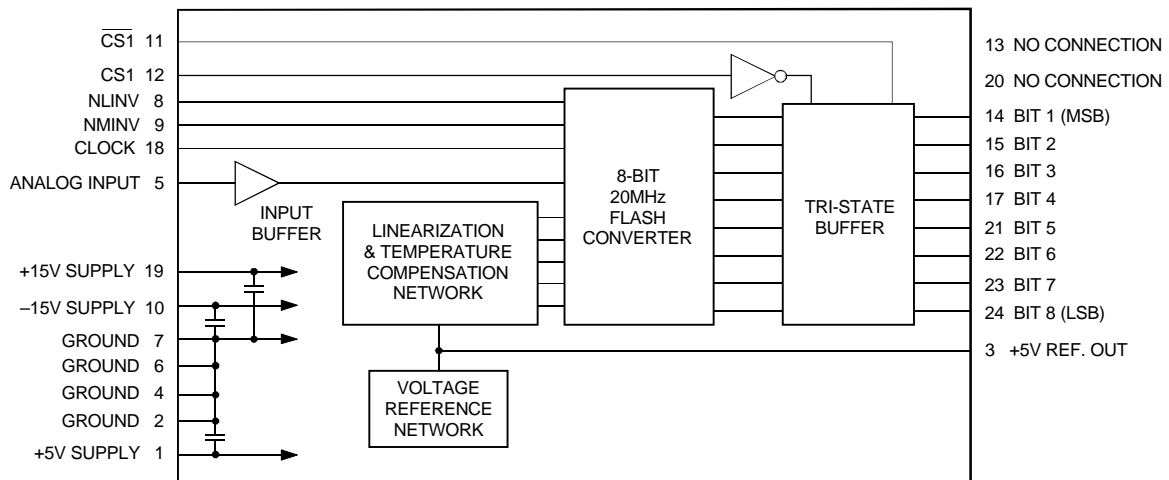 C̅S̅1̅ 11
CS1 12
NLINV 8
NMINV 9
CLOCK 18
ANALOG INPUT 5
INPUT
BUFFER
+15V SUPPLY 19
–15V SUPPLY 10
GROUND 7
GROUND 6
GROUND 4
GROUND 2
+5V SUPPLY 1
LINEARIZATION
& TEMPERATURE
COMPENSATION
NETWORK
VOLTAGE
REFERENCE
NETWORK
8-BIT
20MHz
FLASH
CONVERTER
TRI-STATE
BUFFER
13 NO CONNECTION
20 NO CONNECTION
14 BIT 1 (MSB)
15 BIT 2
16 BIT 3
17 BIT 4
21 BIT 5
22 BIT 6
23 BIT 7
24 BIT 8 (LSB)
3 +5V REF. OUT